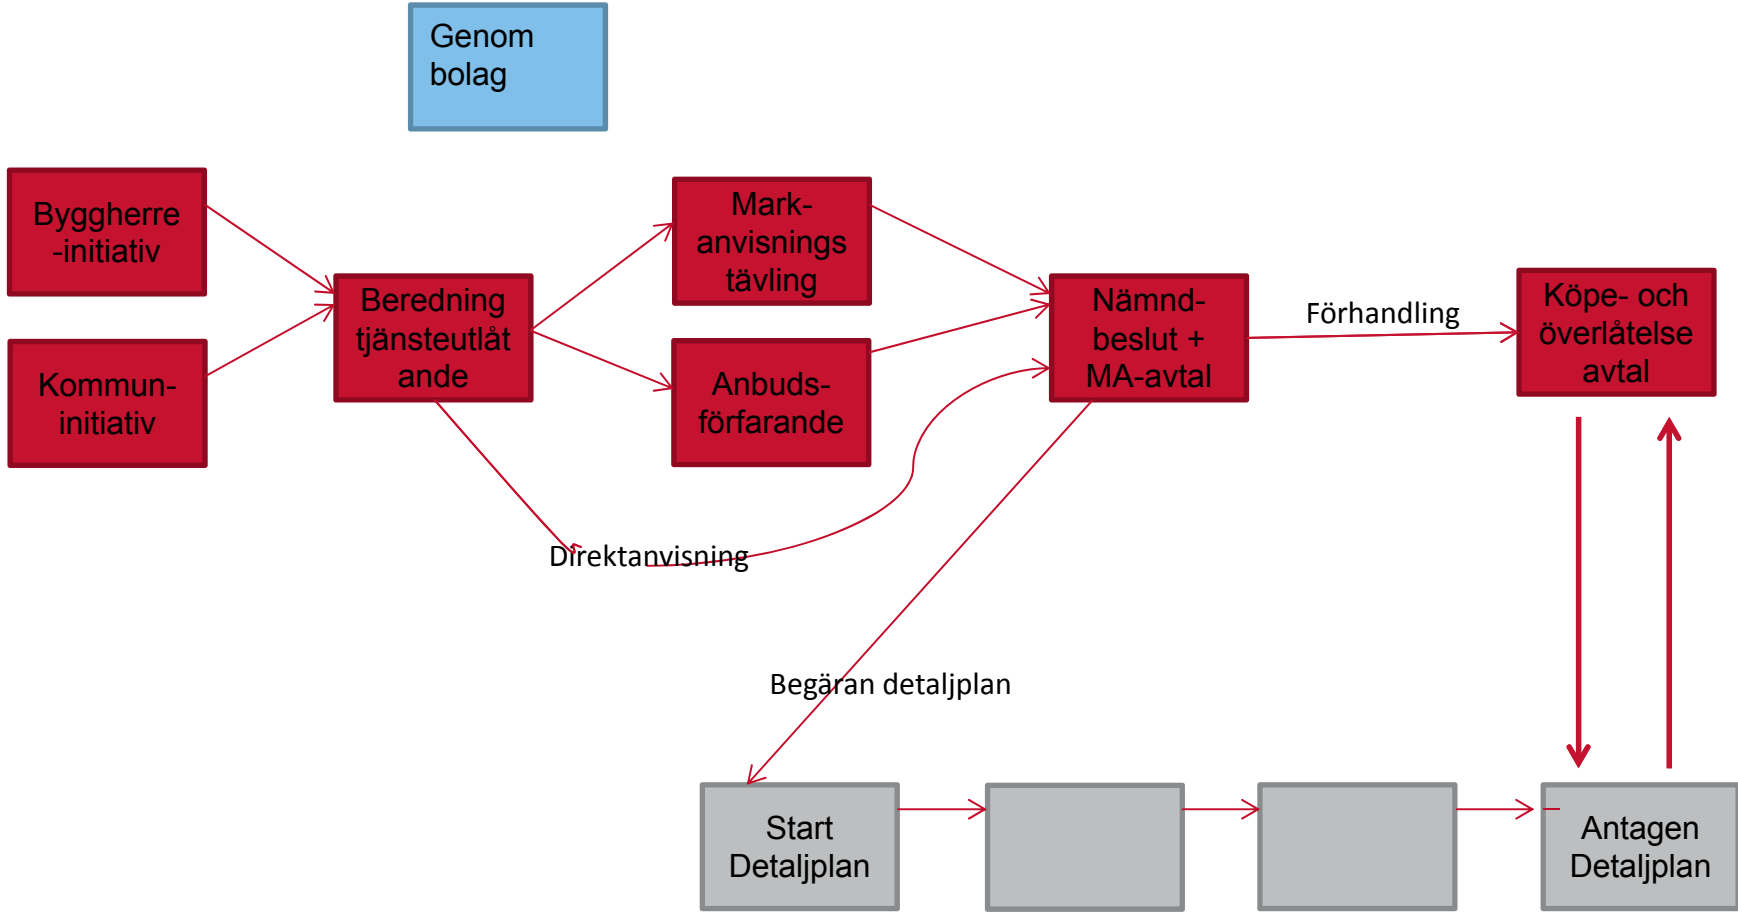 Genom
bolag
Byggherre
-initiativ
Kommun-
initiativ
Beredning
tjänsteutlåt
ande
Mark-
anvisnings
tävling
Anbuds-
förfarande
Direktanvisning
Nämnd-
beslut +
MA-avtal
Förhandling
Köpe- och
överlåtelse
avtal
Begäran detaljplan
Start
Detaljplan
Antagen
Detaljplan